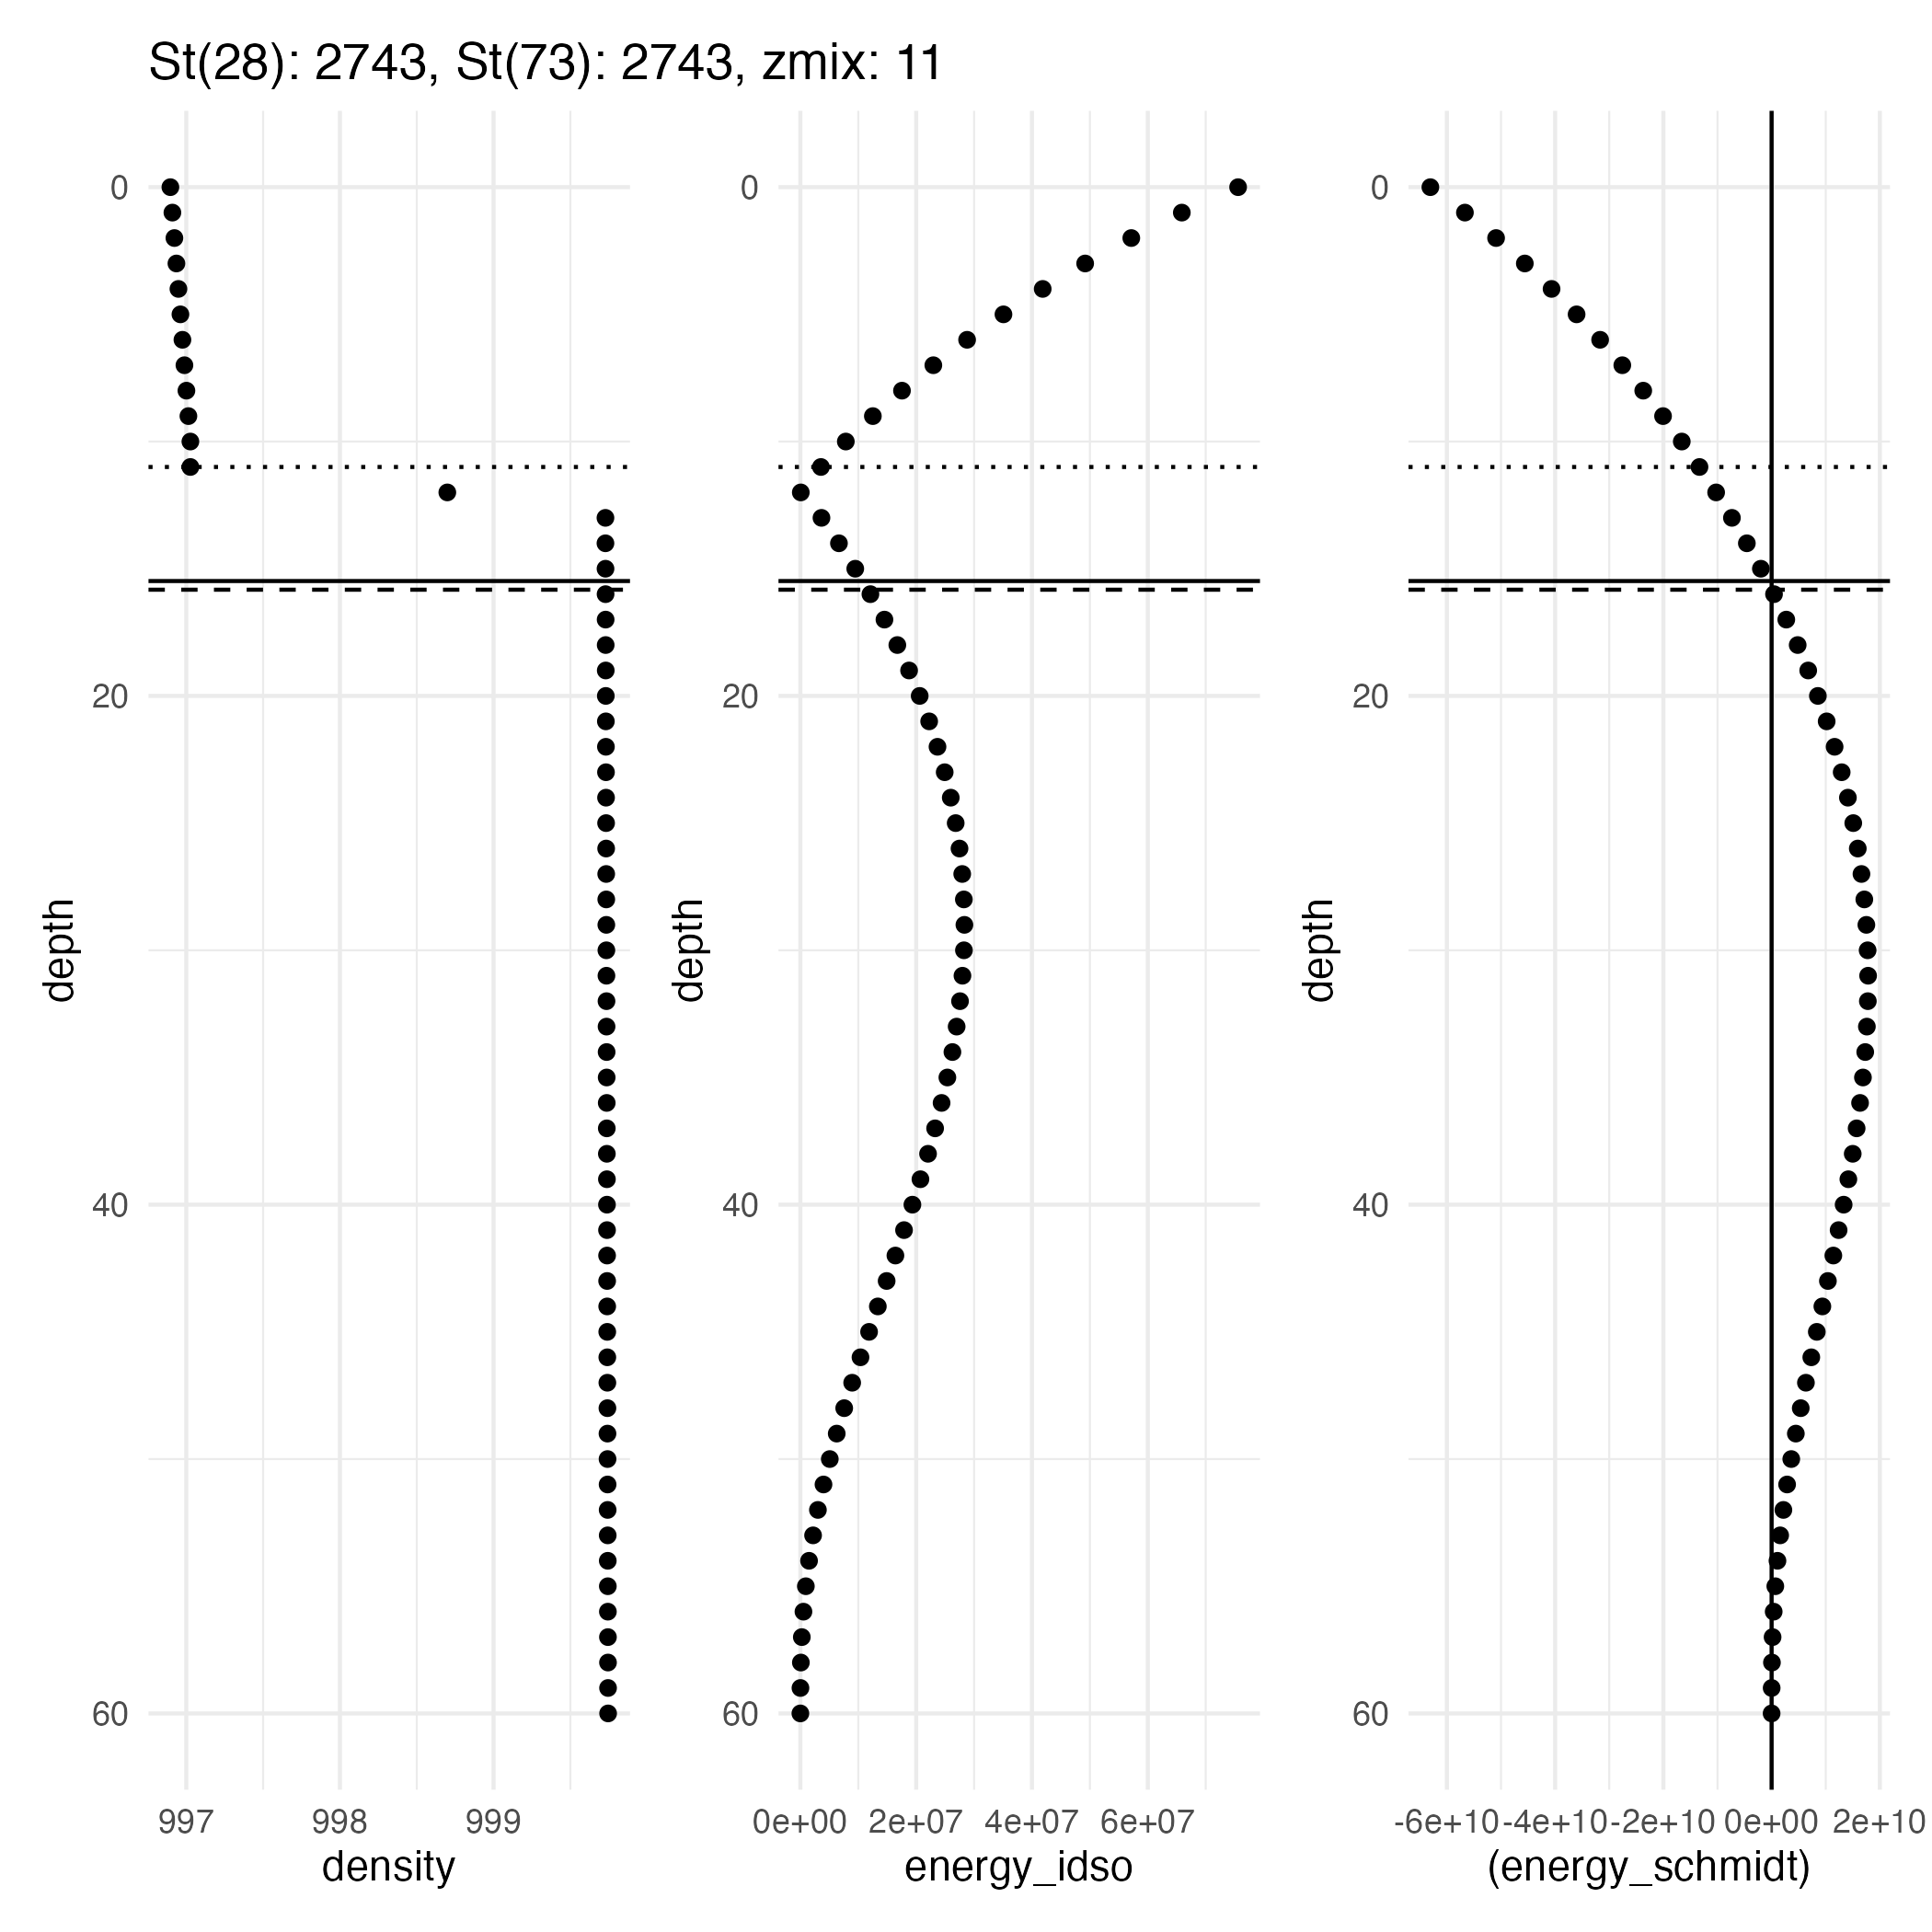 St(28): 2743, St(73): 2743, zmix: 11
depth
0
20
40
60
997 998 999
density
depth
0
20
40
60
0e+00 2e+07 4e+07 6e+07
energy_idso
depth
0
20
40
60
-6e+10 -4e+10 -2e+10 0e+00 2e+10
(energy_schmidt)